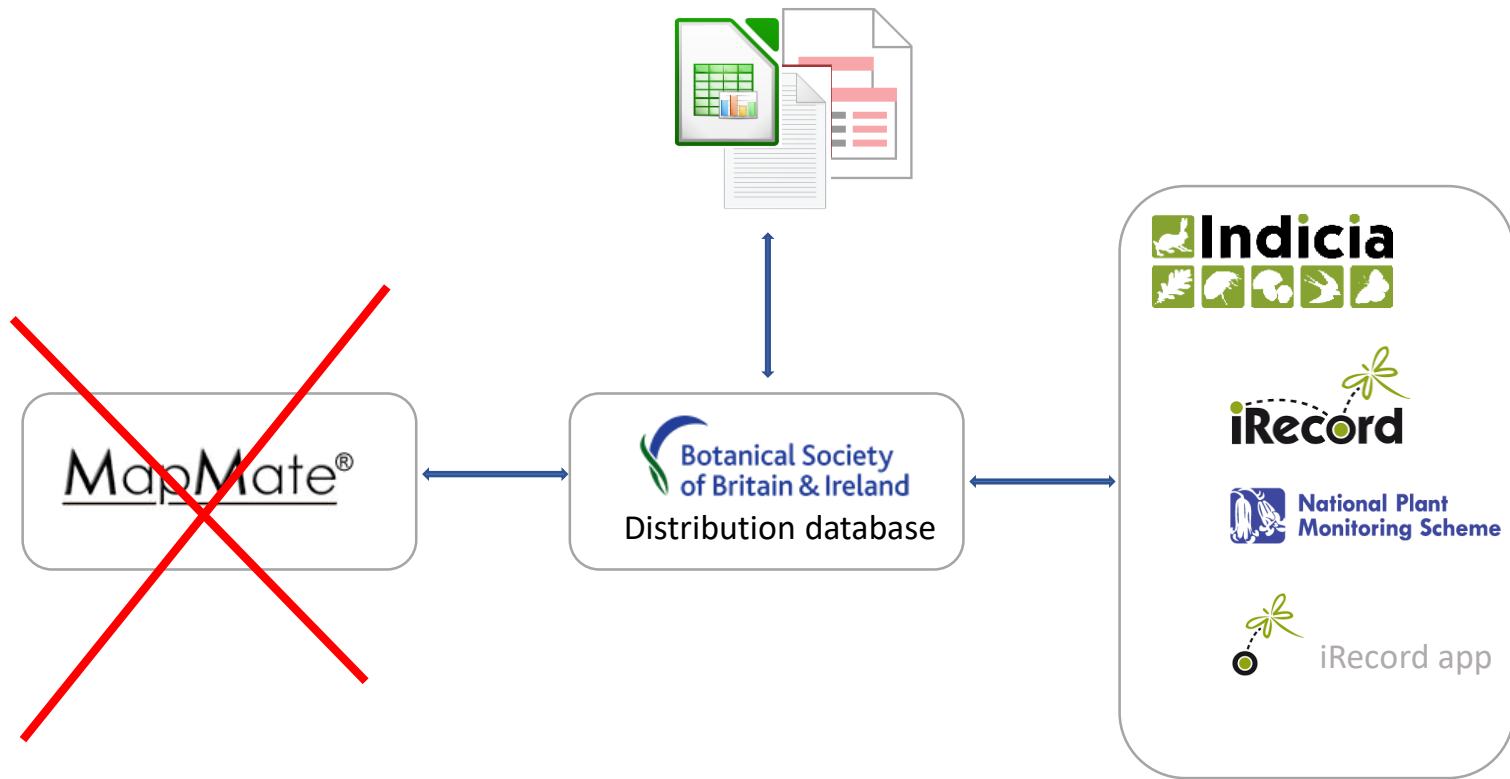 MapMate®
Botanical Society
of Britain & Ireland
Distribution database
Indicia
iRecord
National Plant
Monitoring Scheme
iRecord app